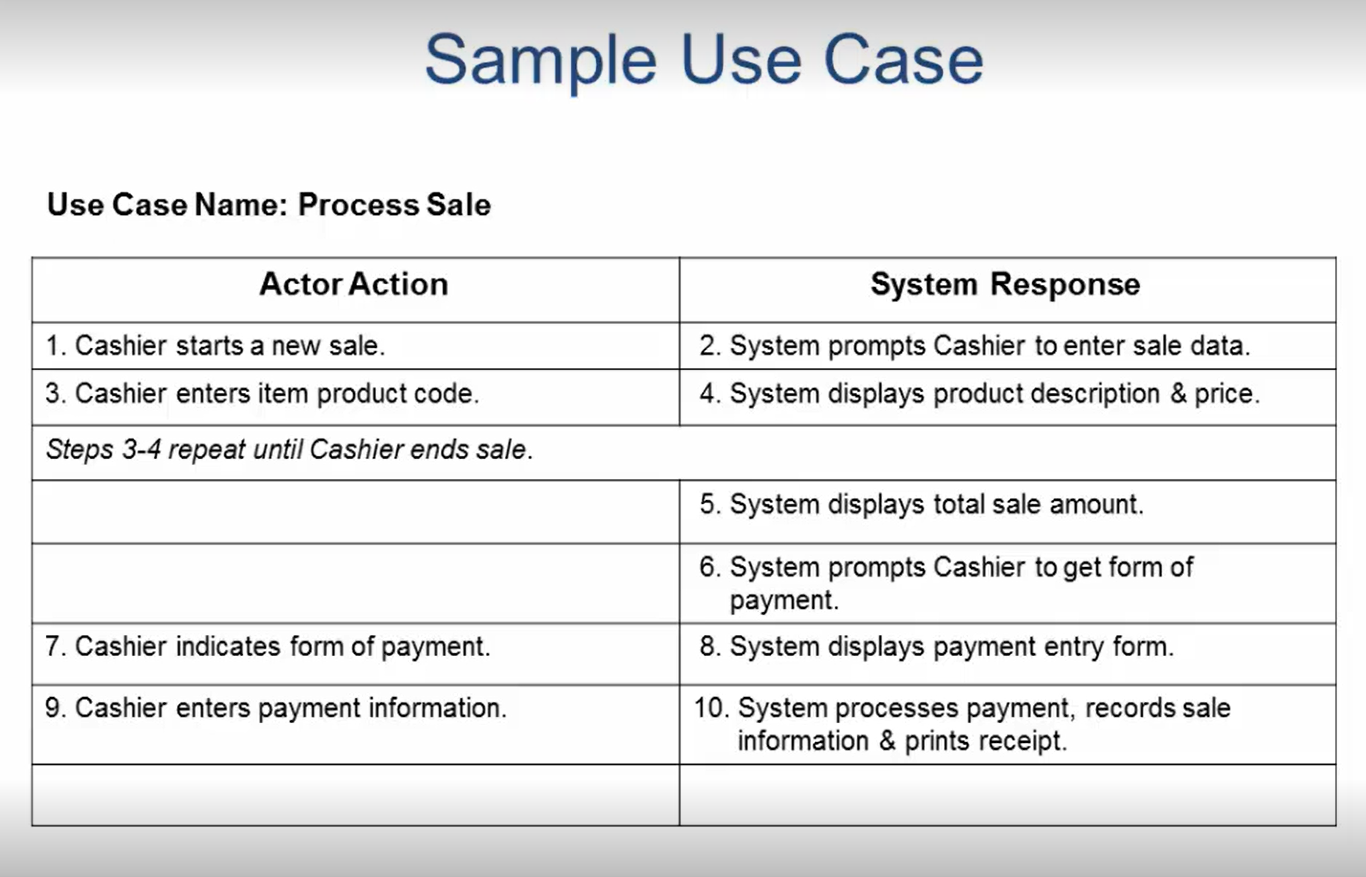 Sample Use Case
Use Case Name: Process Sale
Actor Action
System Response
1. Cashier starts a new sale.
2. System prompts Cashier to enter sale data.
3. Cashier enters item product code.
4. System displays product description & price.
Steps 3-4 repeat until Cashier ends sale.
5. System displays total sale amount.
6. System prompts Cashier to get form of
payment.
7. Cashier indicates form of payment.
8. System displays payment entry form.
9. Cashier enters payment information.
10. System processes payment, records sale
information & prints receipt.